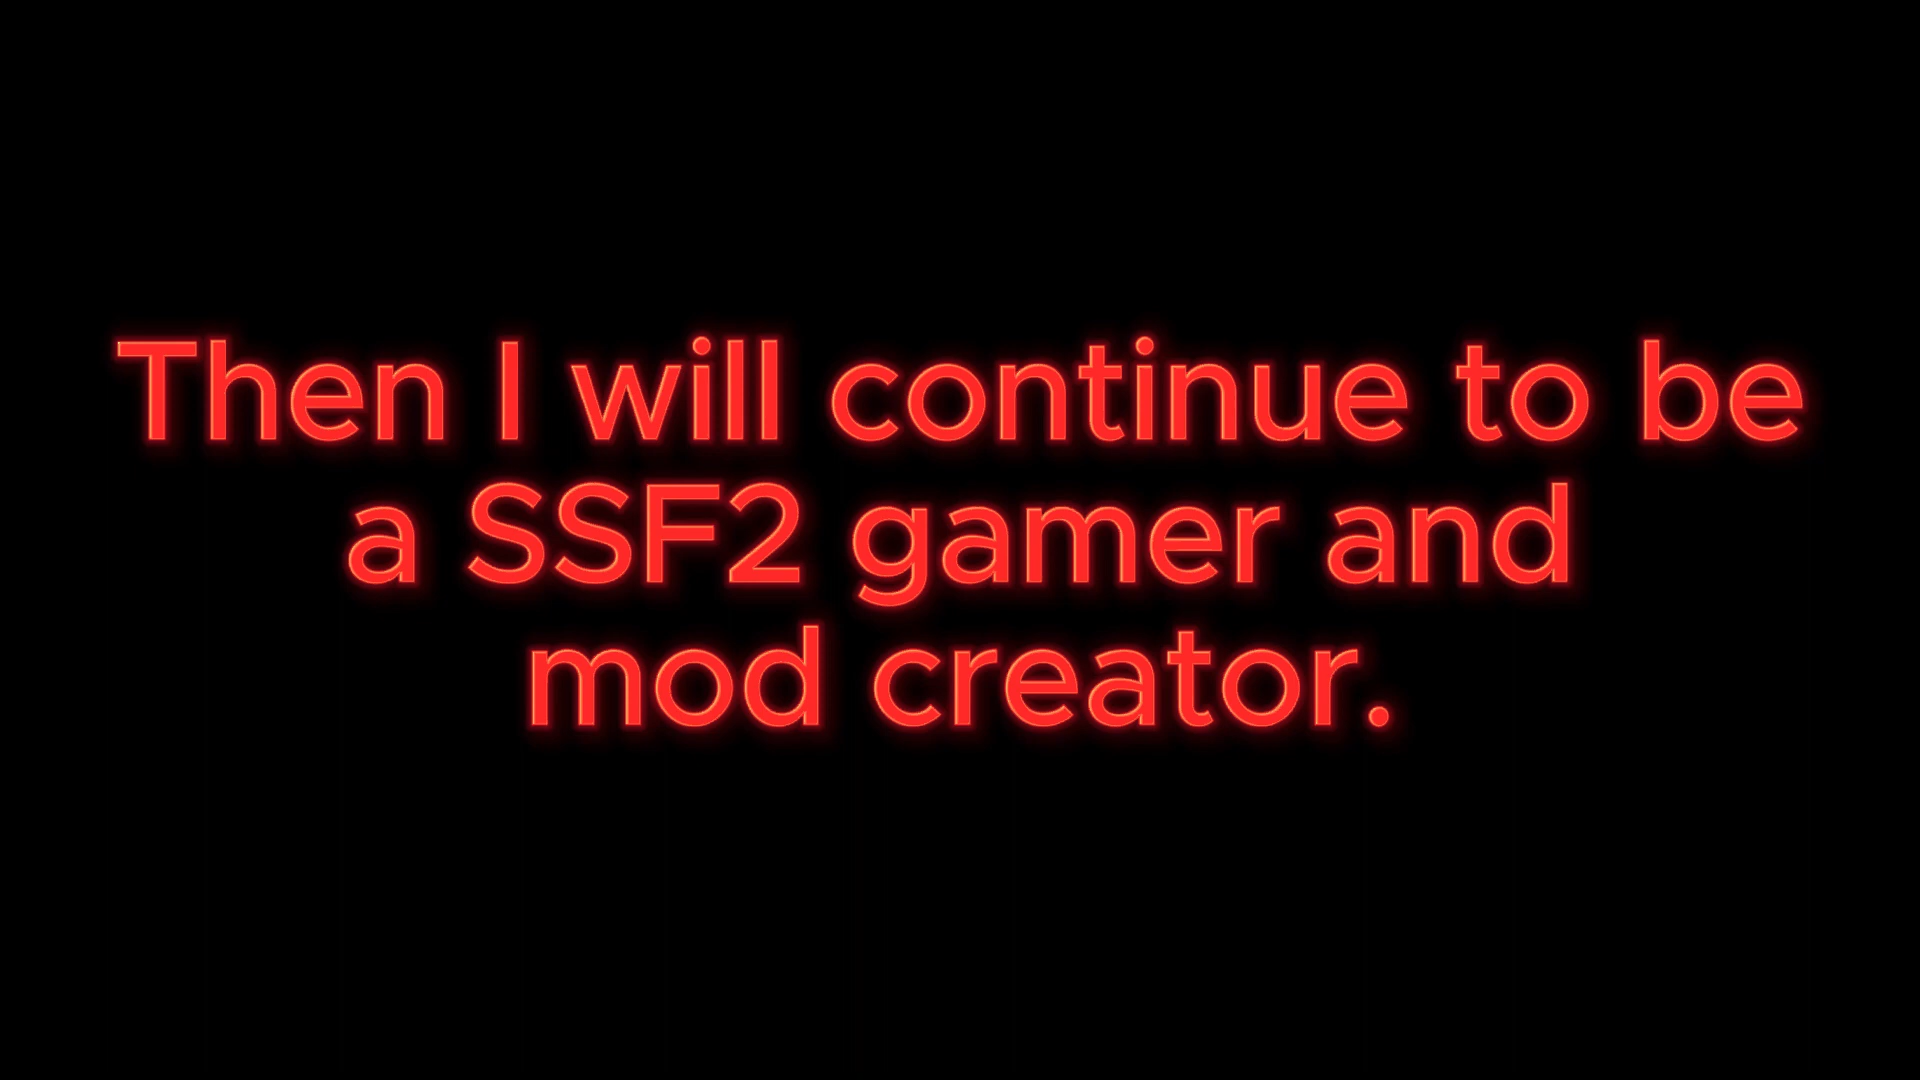 Then I will continue to be
a SSF2 gamer and
mod creator.